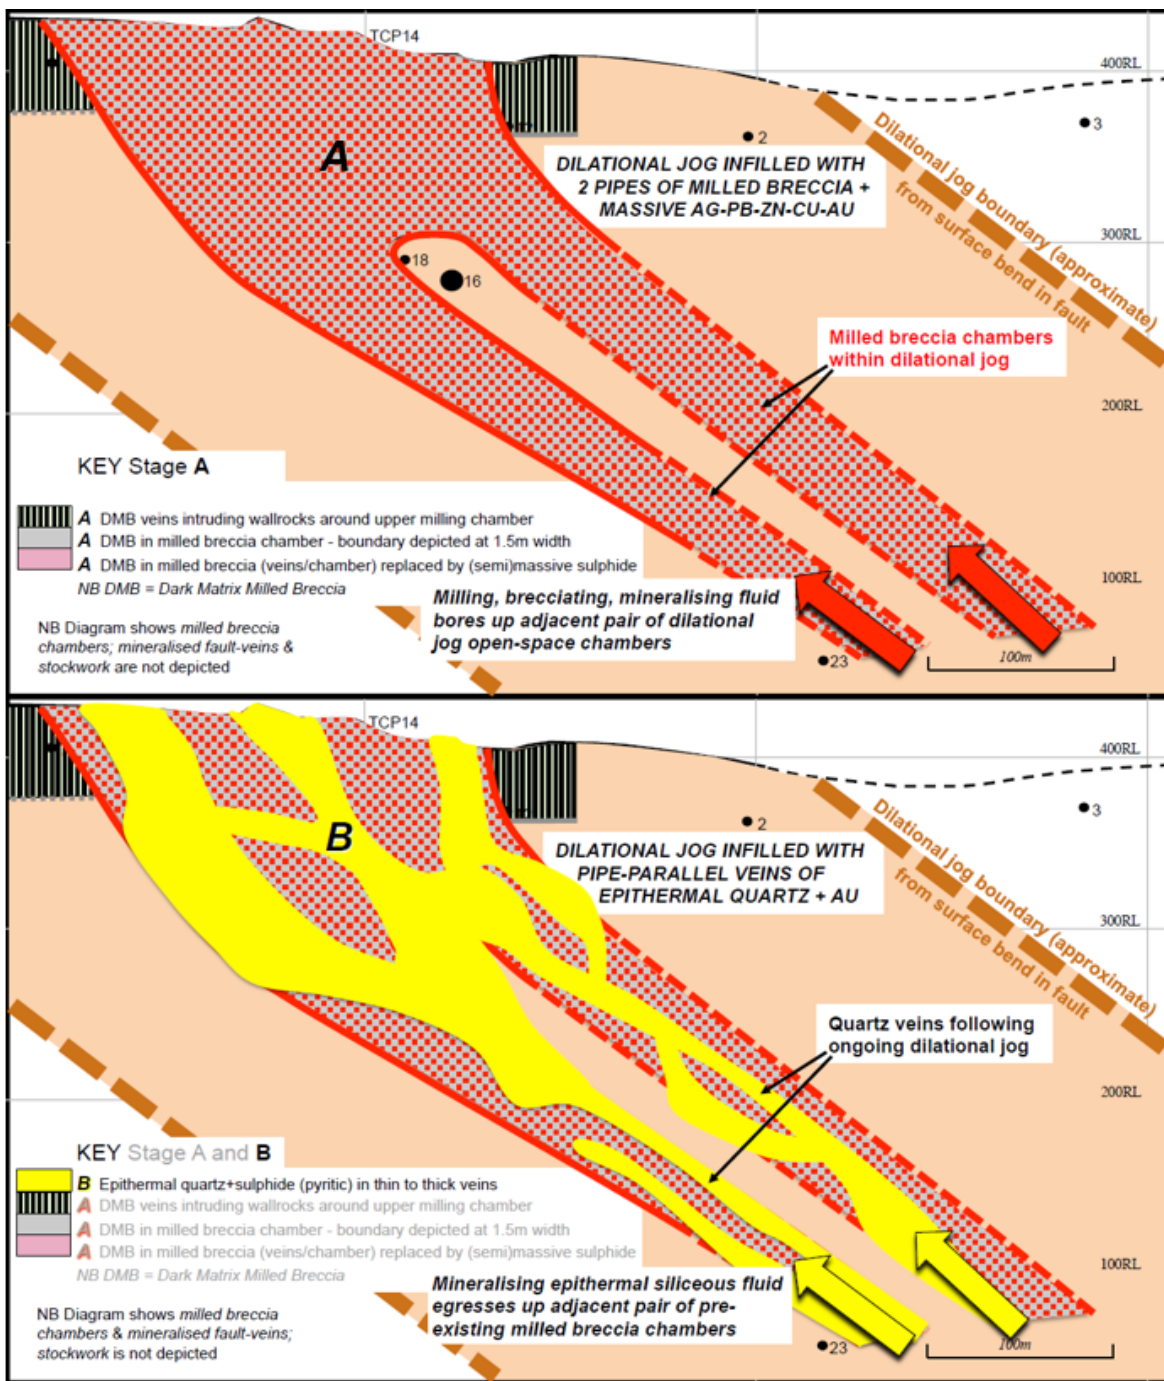 TCP14
400RL
3
2
Dilational jog boundary (approximate)
from surface bend in fault
A
DILATIONAL JOG INFILLED WITH
2 PIPES OF MILLED BRECCIA +
MASSIVE AG-PB-ZN-CU-AU
300RL
18
16
Milled breccia chambers
within dilational jog
200RL
KEY Stage A
A DMB veins intruding wallrocks around upper milling chamber
A DMB in milled breccia chamber - boundary depicted at 1.5m width
A DMB in milled breccia (veins/chamber) replaced by (semi)massive sulphide
NB DMB = Dark Matrix Milled Breccia
100RL
Milling, brecciating, mineralising fluid
bores up adjacent pair of dilational
jog open-space chambers
NB Diagram shows milled breccia
chambers; mineralised fault-veins &
stockwork are not depicted
23
100m
TCP14
400RL
3
2
Dilational jog boundary (approximate)
from surface bend in fault
B
DILATIONAL JOG INFILLED WITH
PIPE-PARALLEL VEINS OF
EPITHERMAL QUARTZ + AU
300RL
Quartz veins following
ongoing dilational jog
200RL
KEY Stage A and B
B Epithermal quartz+sulphide (pyritic) in thin to thick veins
A DMB veins intruding wallrocks around upper milling chamber
A DMB in milled breccia chamber - boundary depicted at 1.5m width
A DMB in milled breccia (veins/chamber) replaced by (semi)massive sulphide
NB DMB = Dark Matrix Milled Breccia
100RL
Mineralising epithermal siliceous fluid
egresses up adjacent pair of pre-
existing milled breccia chambers
NB Diagram shows milled breccia
chambers & mineralised fault-veins;
stockwork is not depicted
23
100m